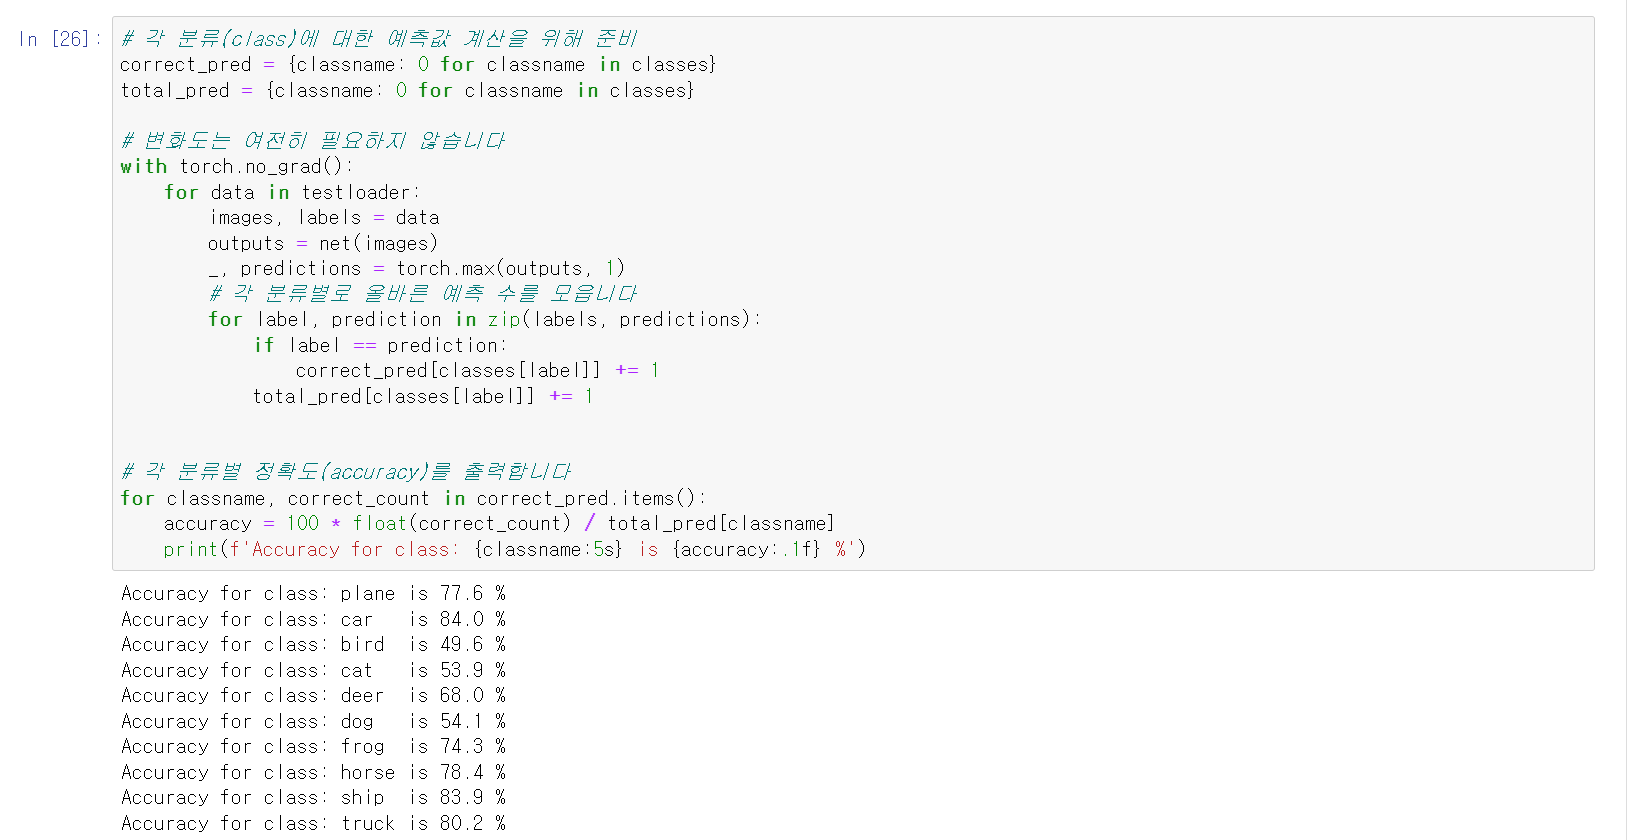 In [26]: # 각 분류(class)에 대한 예측값 계산을 위해 준비
correct_pred = {classname: 0 for classname in classes}
total_pred = {classname: 0 for classname in classes}

# 변화도는 여전히 필요하지 않습니다
with torch.no_grad():
    for data in testloader:
        images, labels = data
        outputs = net(images)
        _, predictions = torch.max(outputs, 1)
        # 각 분류별로 올바른 예측 수를 모읍니다
        for label, prediction in zip(labels, predictions):
            if label == prediction:
                correct_pred[classes[label]] += 1
            total_pred[classes[label]] += 1

# 각 분류별 정확도(accuracy)를 출력합니다
for classname, correct_count in correct_pred.items():
    accuracy = 100 * float(correct_count) / total_pred[classname]
    print(f'Accuracy for class: {classname:5s} is {accuracy:.1f} %')
Accuracy for class: plane is 77.6 %
Accuracy for class: car   is 84.0 %
Accuracy for class: bird  is 49.6 %
Accuracy for class: cat   is 53.9 %
Accuracy for class: deer  is 68.0 %
Accuracy for class: dog   is 54.1 %
Accuracy for class: frog  is 74.3 %
Accuracy for class: horse is 78.4 %
Accuracy for class: ship  is 83.9 %
Accuracy for class: truck is 80.2 %